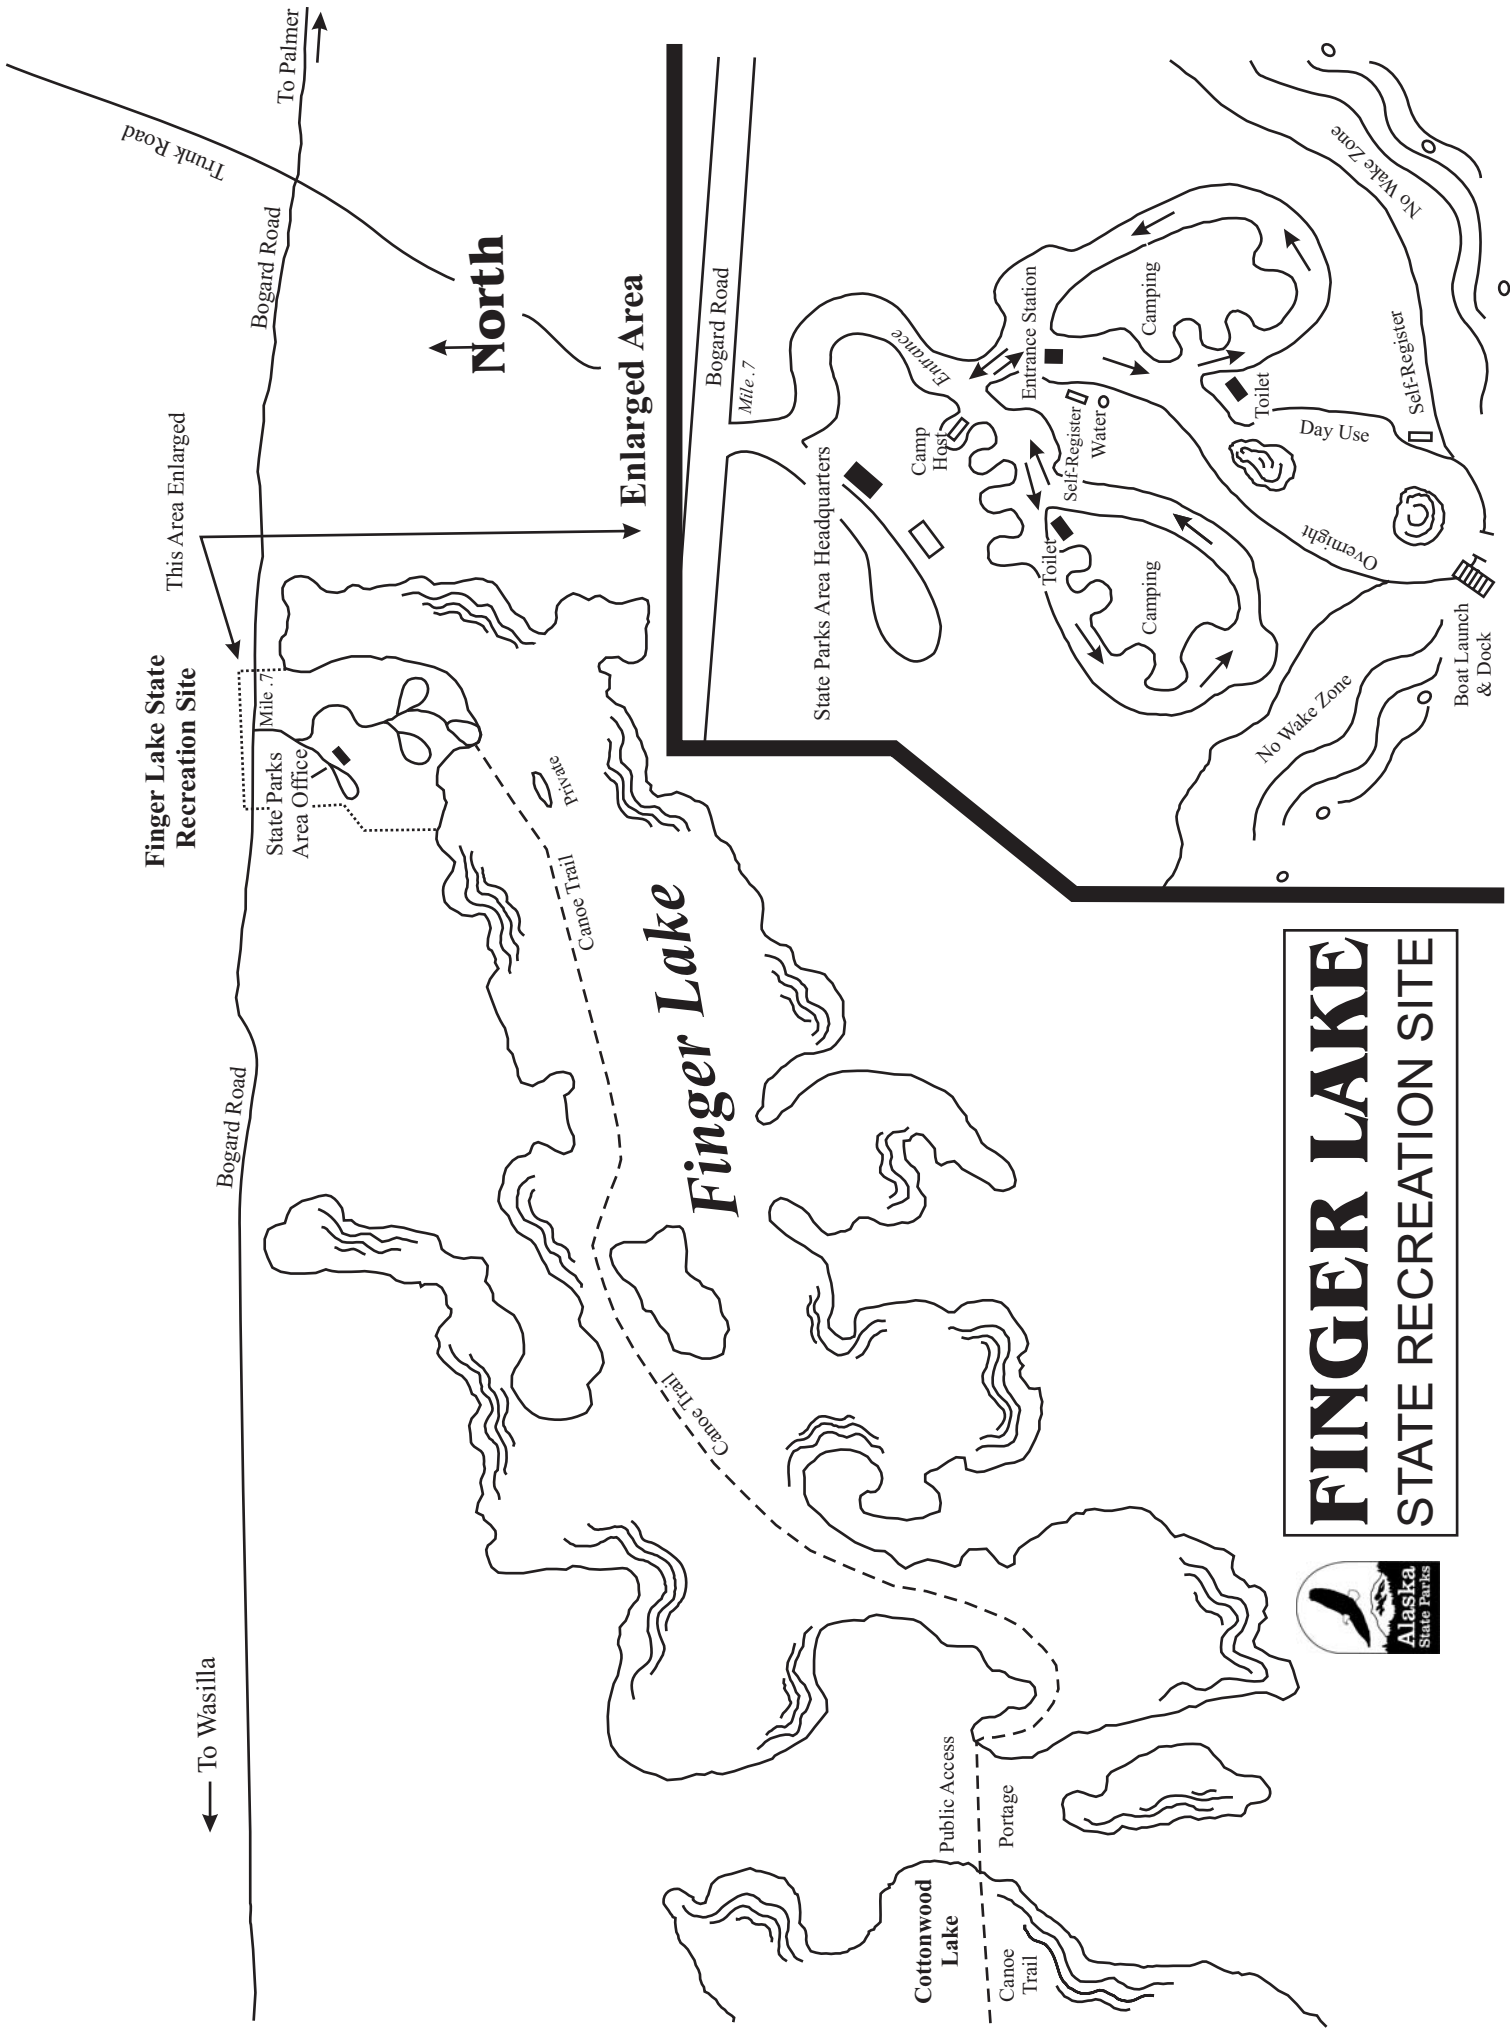 To Wasilla
Bogard Road
Finger Lake State
Recreation Site
This Area Enlarged
Bogard Road
To Palmer
Trunk Road
Mile .7
State Parks
Area Office
North
Private
Canoe Trail
Finger Lake
Canoe Trail
Public Access
Portage
Cottonwood
Lake
Canoe
Trail
Enlarged Area
Bogard Road
Mile .7
State Parks Area Headquarters
Entrance
Camp
Host
Entrance Station
Self-Register
Water
Toilet
Camping
Camping
Toilet
Day Use
Overnight
Self-Register
No Wake Zone
No Wake Zone
Boat Launch
& Dock
FINGER LAKE
STATE RECREATION SITE
Alaska
State Parks